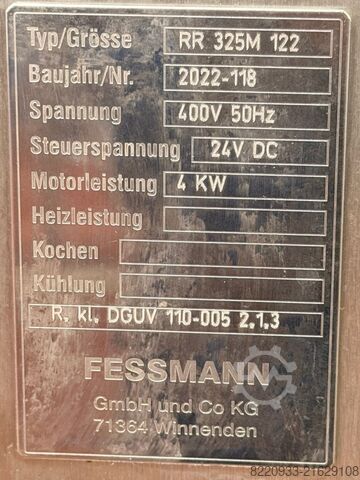 Typ/Grösse RR 325M 122
Baujahr/Nr. 2022-118
Spannung 400V 50Hz
Steuerspannung 24V DC
Motorleistung 4 KW
Heizleistung
Kochen
Kühlung
R. kl. DGUV 110-005 2.1.3
FESSMANN
GmbH und Co KG
71364 Winnenden
8220933-21629108